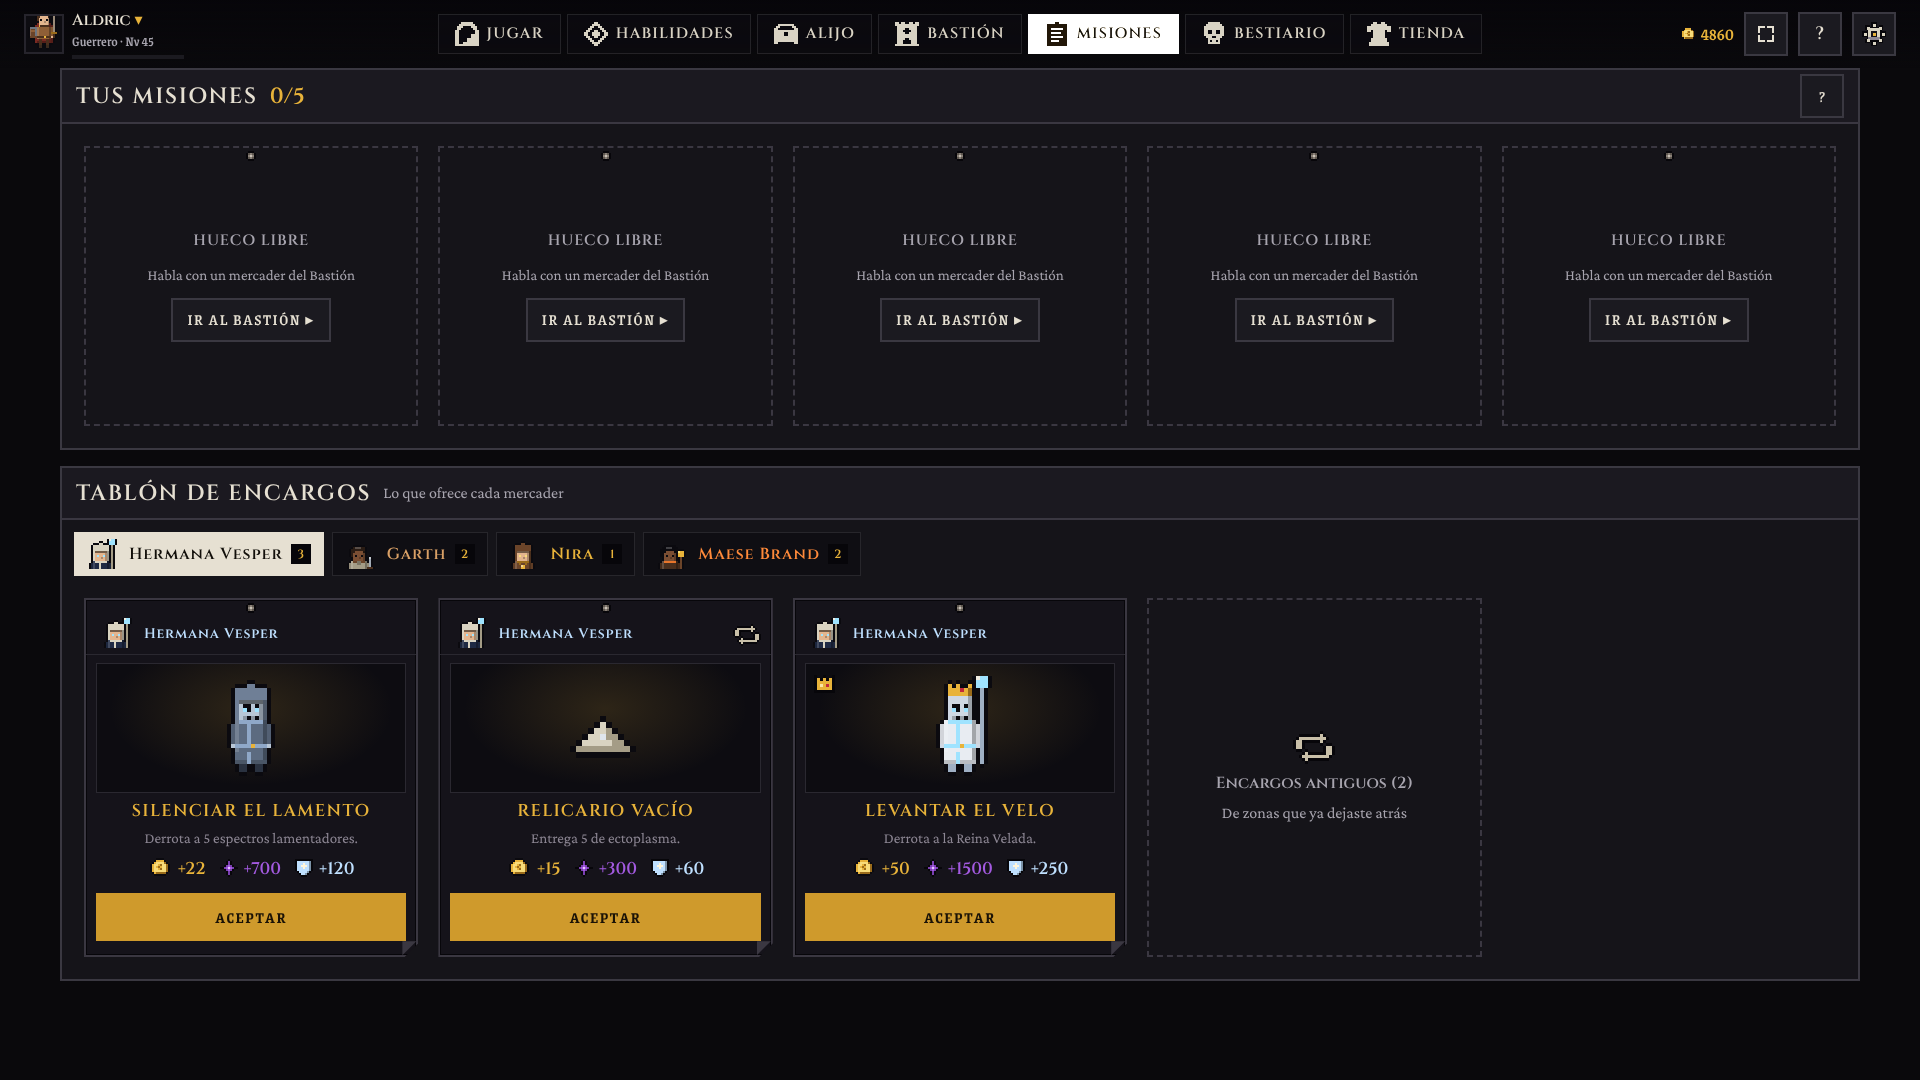 ALDRIC ▼
Guerrero · Nv 45
JUGAR
HABILIDADES
ALIJO
BASTIÓN
MISIONES
BESTIARIO
TIENDA
4860
?
TUS MISIONES 0/5
?
HUECO LIBRE
Habla con un mercader del Bastión
IR AL BASTIÓN ▶
HUECO LIBRE
Habla con un mercader del Bastión
IR AL BASTIÓN ▶
HUECO LIBRE
Habla con un mercader del Bastión
IR AL BASTIÓN ▶
HUECO LIBRE
Habla con un mercader del Bastión
IR AL BASTIÓN ▶
HUECO LIBRE
Habla con un mercader del Bastión
IR AL BASTIÓN ▶
TABLÓN DE ENCARGOS Lo que ofrece cada mercader
HERMANA VESPER 3
GARTH 2
NIRA 1
MAESE BRAND 2
HERMANA VESPER
SILENCIAR EL LAMENTO
Derrota a 5 espectros lamentadores.
+22 +700 +120
ACEPTAR
HERMANA VESPER
RELICARIO VACÍO
Entrega 5 de ectoplasma.
+15 +300 +60
ACEPTAR
HERMANA VESPER
LEVANTAR EL VELO
Derrota a la Reina Velada.
+50 +1500 +250
ACEPTAR
ENCARGOS ANTIGUOS (2)
De zonas que ya dejaste atrás